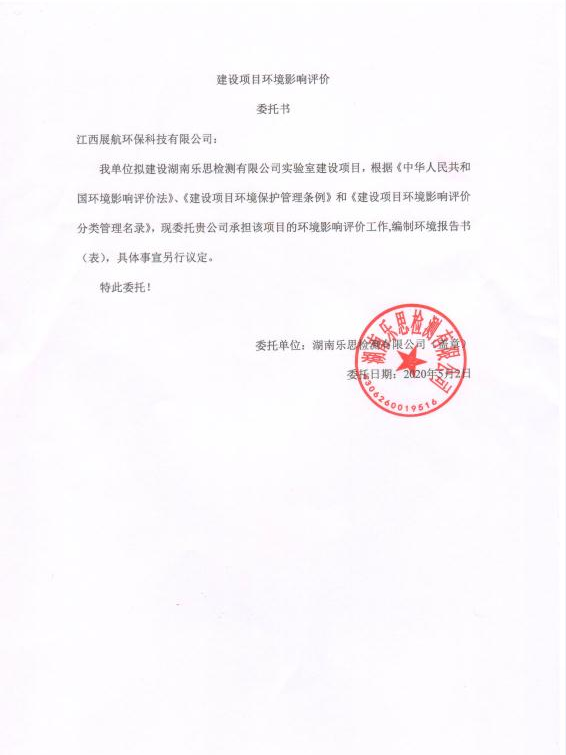 建设项目环境影响评价
委托书
江西展航环保科技有限公司：
我单位拟建设湖南乐思检测有限公司实验室建设项目，根据《中华人民共和
国环境影响评价法》、《建设项目环境保护管理条例》和《建设项目环境影响评价
分类管理名录》，现委托贵公司承担该项目的环境影响评价工作,编制环境报告书
（表），具体事宣另行议定。
特此委托！
委托单位：湖南乐思检测有限公司（盖章）
委托日期：2020年5月2日
湖南乐思检测有限公司
4306260019516